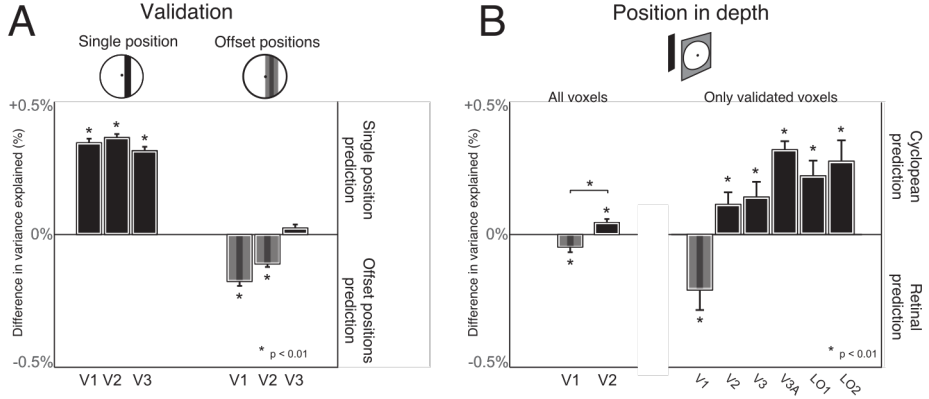 A
Validation
Single position
Offset positions
+0.5%
0%
-0.5%
Difference in variance explained (%)
*
*
*
*
*
Single position
prediction
Offset positions
prediction
* p < 0.01
V1 V2 V3
V1 V2 V3
B
Position in depth
All voxels
Only validated voxels
+0.5%
0%
-0.5%
Difference in variance explained (%)
*
*
*
*
*
*
*
*
*
Cyclopean
prediction
Retinal
prediction
* p < 0.01
V1 V2
V1 V2 V3 V3A LO1 LO2